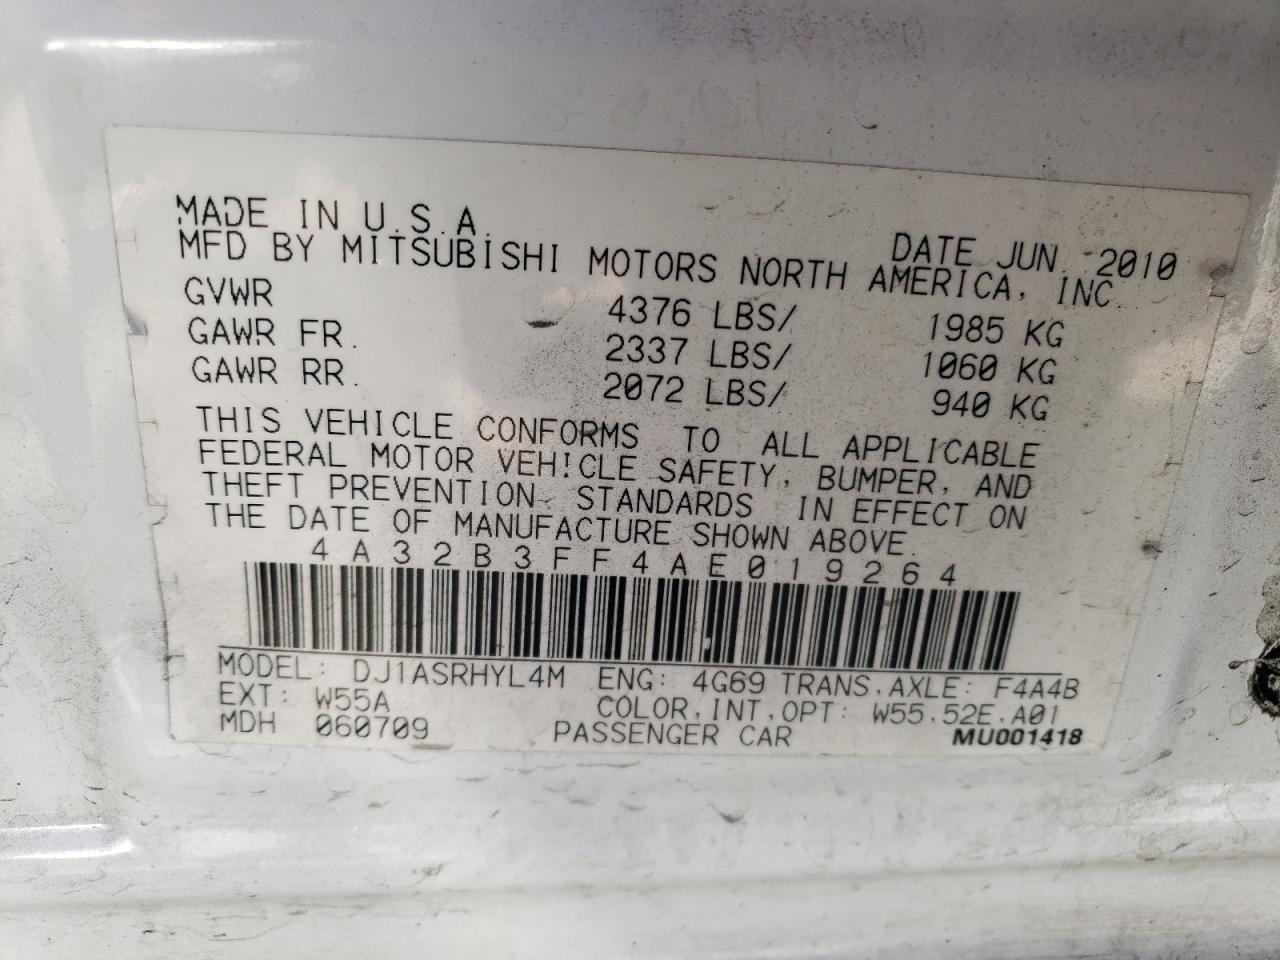 MADE IN U.S.A.
DATE JUN. 2010
MFD BY MITSUBISHI MOTORS NORTH AMERICA, INC.
GVWR 4376 LBS/ 1985 KG
GAWR FR. 2337 LBS/ 1060 KG
GAWR RR. 2072 LBS/ 940 KG
THIS VEHICLE CONFORMS TO ALL APPLICABLE
FEDERAL MOTOR VEHICLE SAFETY, BUMPER, AND
THEFT PREVENTION STANDARDS IN EFFECT ON
THE DATE OF MANUFACTURE SHOWN ABOVE.
4A32B3FF4AE019264
MODEL: DJ1ASRHYL4M ENG: 4G69 TRANS.AXLE: F4A4B
EXT: W55A COLOR,INT,OPT: W55.52E.A01
MDH 060709 PASSENGER CAR MU001418